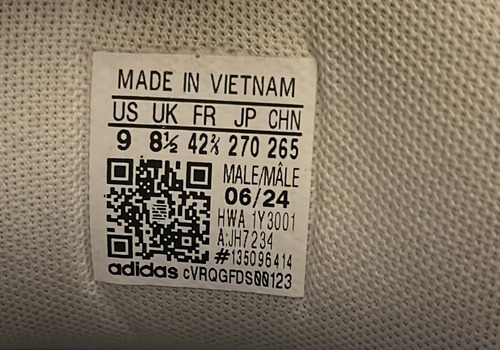 MADE IN VIETNAM
US UK FR JP CHN
9 8½ 42⅔ 270 265
MALE/MÂLE
06/24
HWA 1Y3001
A:JH7234
#135096414
adidas cVRQGFDS00123